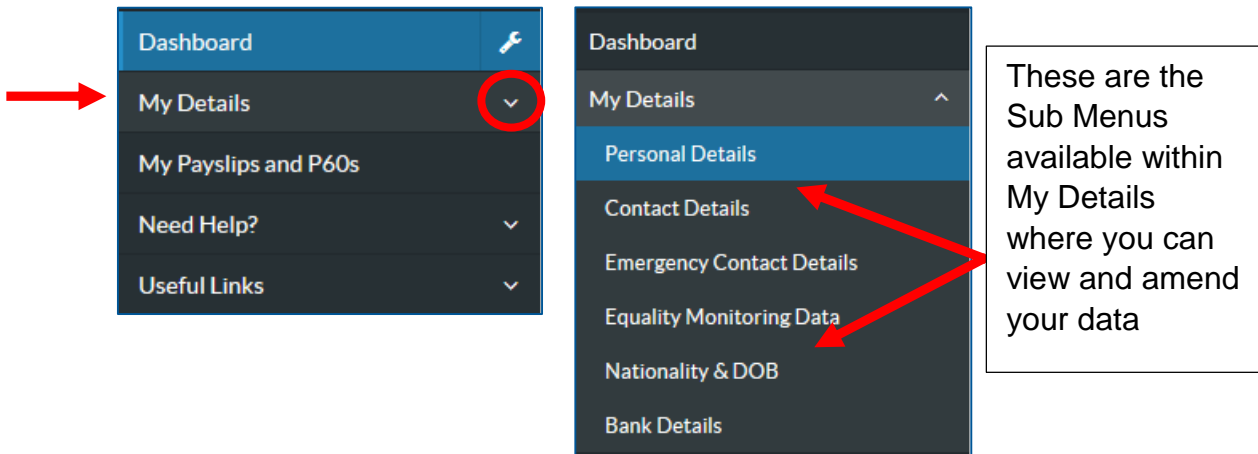 Dashboard
My Details
My Payslips and P60s
Need Help?
Useful Links
Dashboard
My Details
Personal Details
Contact Details
Emergency Contact Details
Equality Monitoring Data
Nationality & DOB
Bank Details
These are the
Sub Menus
available within
My Details
where you can
view and amend
your data